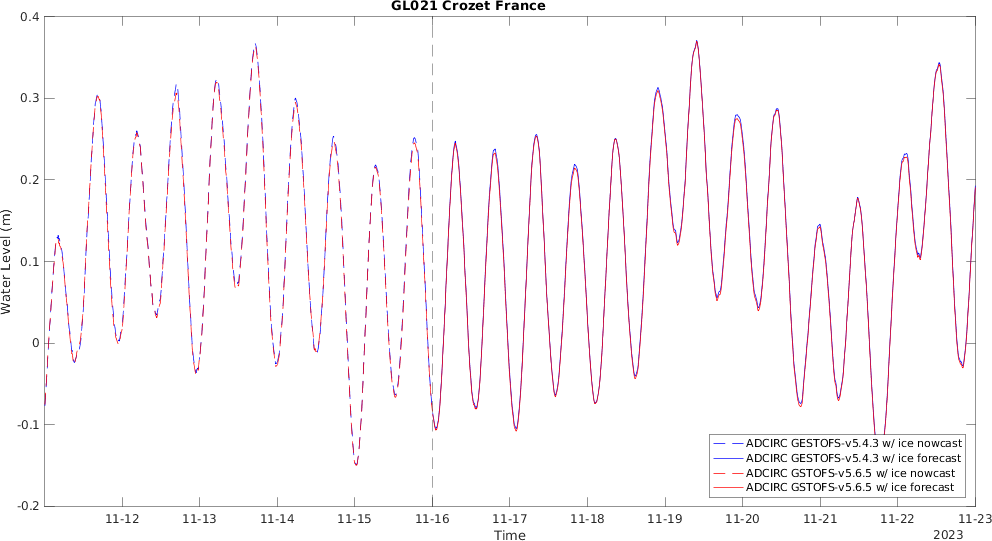 GL021 Crozet France
0.4
0.3
0.2
0.1
0
-0.1
-0.2
Water Level (m)
ADCIRC GESTOFS-v5.4.3 w/ ice nowcast
ADCIRC GESTOFS-v5.4.3 w/ ice forecast
ADCIRC GSTOFS-v5.6.5 w/ ice nowcast
ADCIRC GSTOFS-v5.6.5 w/ ice forecast
11-12 11-13 11-14 11-15 11-16 11-17 11-18 11-19 11-20 11-21 11-22 11-23
Time 2023